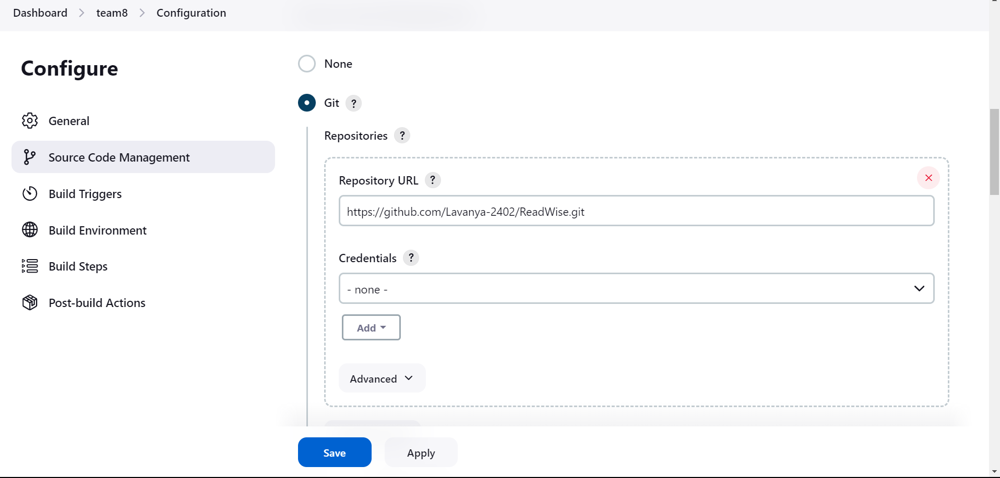 Dashboard > team8 > Configuration
Configure
General
Source Code Management
Build Triggers
Build Environment
Build Steps
Post-build Actions
None
Git ?
Repositories ?
Repository URL ?
https://github.com/Lavanya-2402/ReadWise.git
Credentials ?
- none -
Add
Advanced
Save
Apply